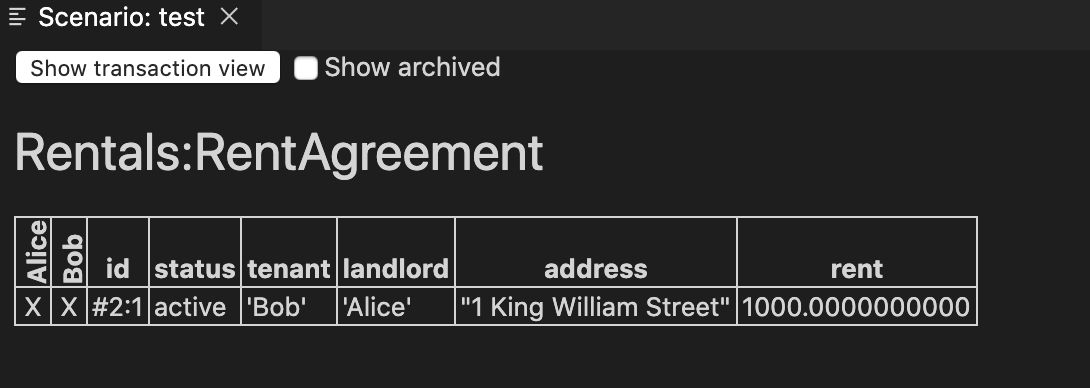 Scenario: test
Show transaction view Show archived
Rentals:RentAgreement
Alice Bob id status tenant landlord address rent
X X #2:1 active 'Bob' 'Alice' "1 King William Street" 1000.0000000000